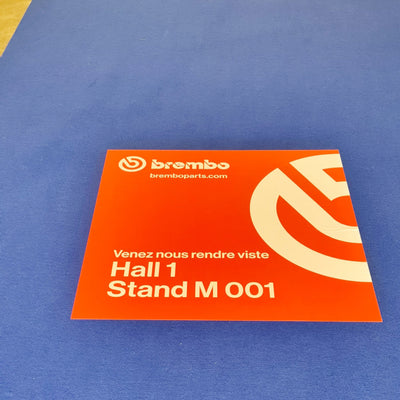 brembo
bremboparts.com
Venez nous rendre viste
Hall 1
Stand M 001